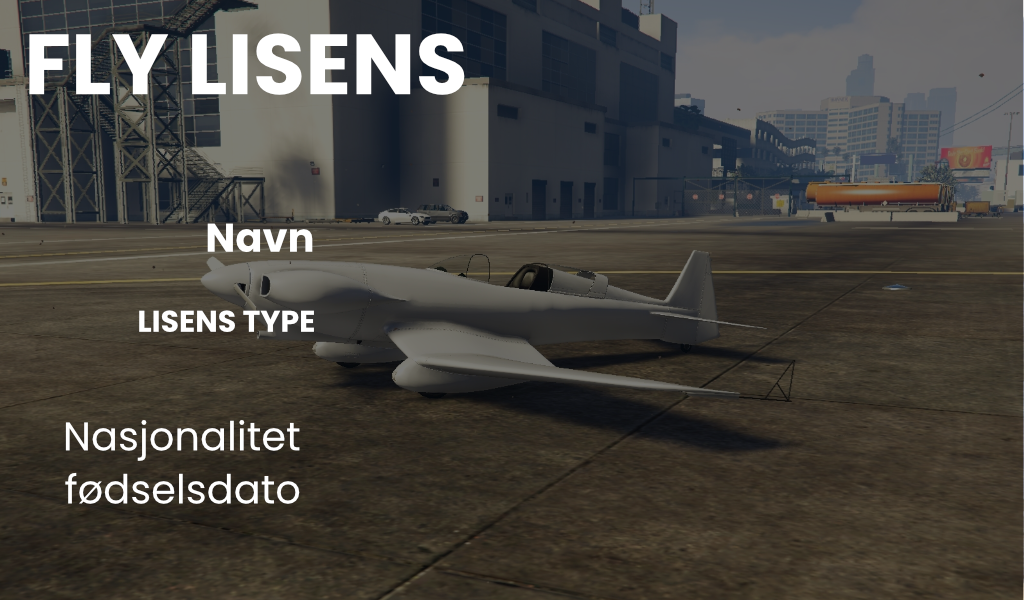 FLY LISENS
Navn
LISENS TYPE
Nasjonalitet
fødselsdato